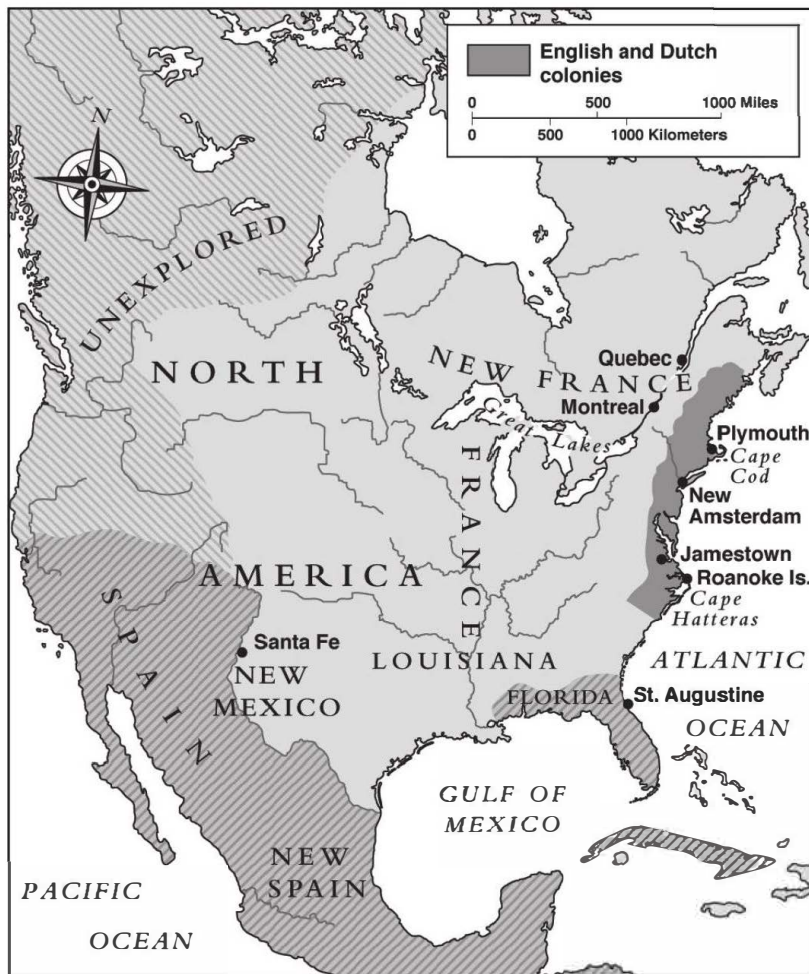 English and Dutch
colonies
0 500 1000 Miles
0 500 1000 Kilometers
N
UNEXPLORED
NORTH
NEW FRANCE
Quebec
Montreal
Great Lakes
Plymouth
Cape
Cod
FRANCE
New
Amsterdam
AMERICA
Jamestown
Roanoke Is.
Cape
Hatteras
SPAIN
Santa Fe
NEW
MEXICO
LOUISIANA
ATLANTIC
OCEAN
FLORIDA
St. Augustine
GULF OF
MEXICO
NEW
SPAIN
PACIFIC
OCEAN